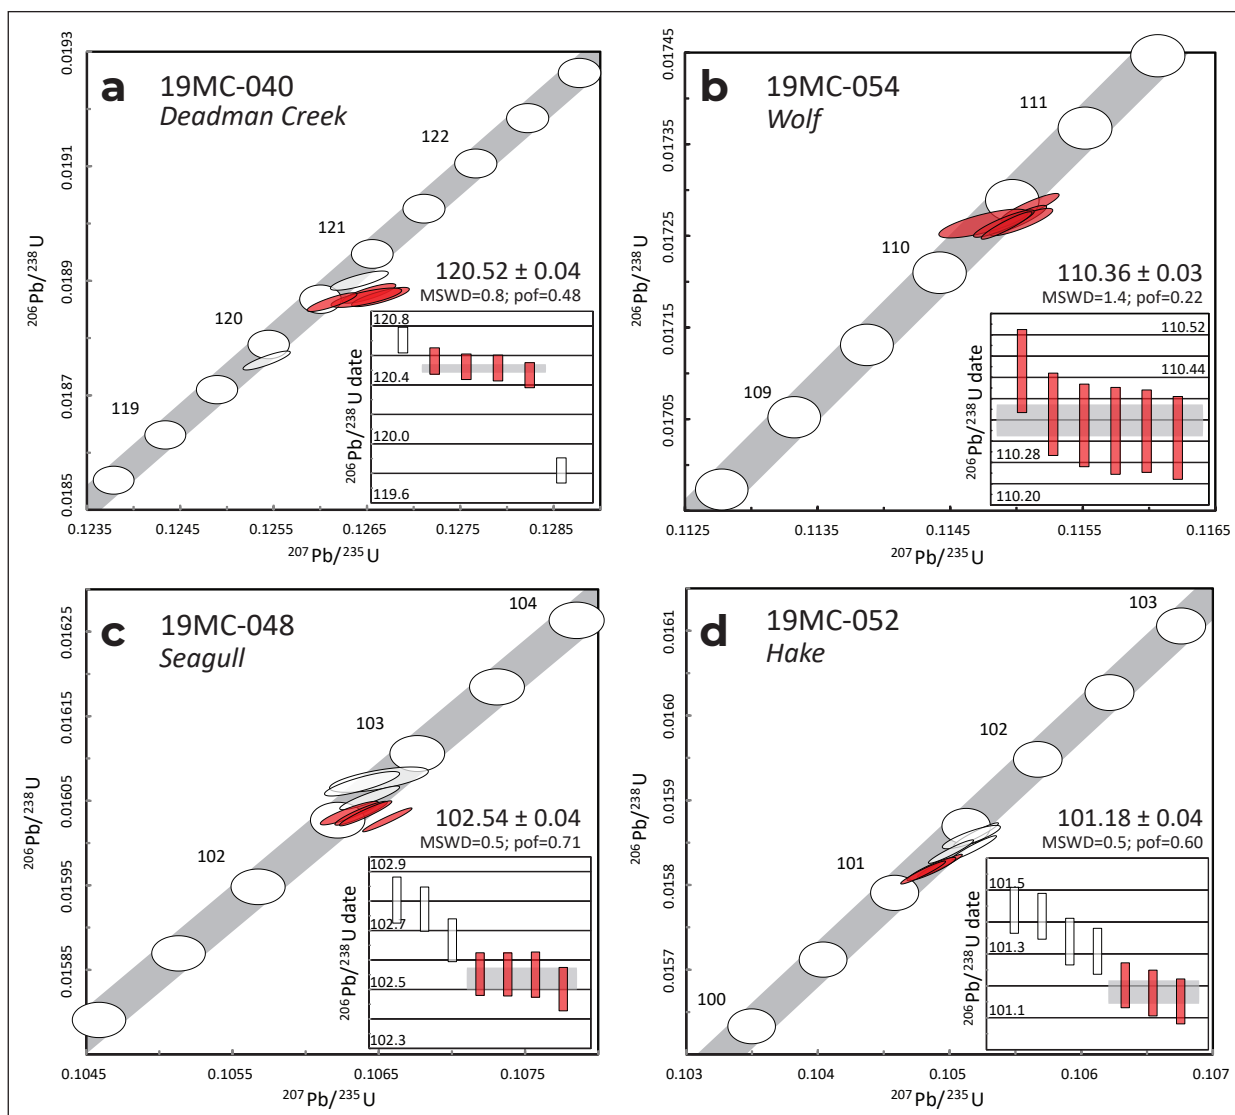 a
19MC-040
Deadman Creek
0.0193
0.0191
0.0189
0.0187
0.0185
²⁰⁶Pb/²³⁸U
122
121
120
119
120.52 ± 0.04
MSWD=0.8; pof=0.48
²⁰⁶Pb/²³⁸U date
120.8
120.4
120.0
119.6
0.1235 0.1245 0.1255 0.1265 0.1275 0.1285
²⁰⁷Pb/²³⁵U
b
19MC-054
Wolf
0.01745
0.01735
0.01725
0.01715
0.01705
²⁰⁶Pb/²³⁸U
111
110
109
110.36 ± 0.03
MSWD=1.4; pof=0.22
²⁰⁶Pb/²³⁸U date
110.52
110.44
110.28
110.20
0.1125 0.1135 0.1145 0.1155 0.1165
²⁰⁷Pb/²³⁵U
c
19MC-048
Seagull
0.01625
0.01615
0.01605
0.01595
0.01585
²⁰⁶Pb/²³⁸U
104
103
102
102.54 ± 0.04
MSWD=0.5; pof=0.71
²⁰⁶Pb/²³⁸U date
102.9
102.7
102.5
102.3
0.1045 0.1055 0.1065 0.1075
²⁰⁷Pb/²³⁵U
d
19MC-052
Hake
0.0161
0.0160
0.0159
0.0158
0.0157
²⁰⁶Pb/²³⁸U
103
102
101
100
101.18 ± 0.04
MSWD=0.5; pof=0.60
²⁰⁶Pb/²³⁸U date
101.5
101.3
101.1
0.103 0.104 0.105 0.106 0.107
²⁰⁷Pb/²³⁵U